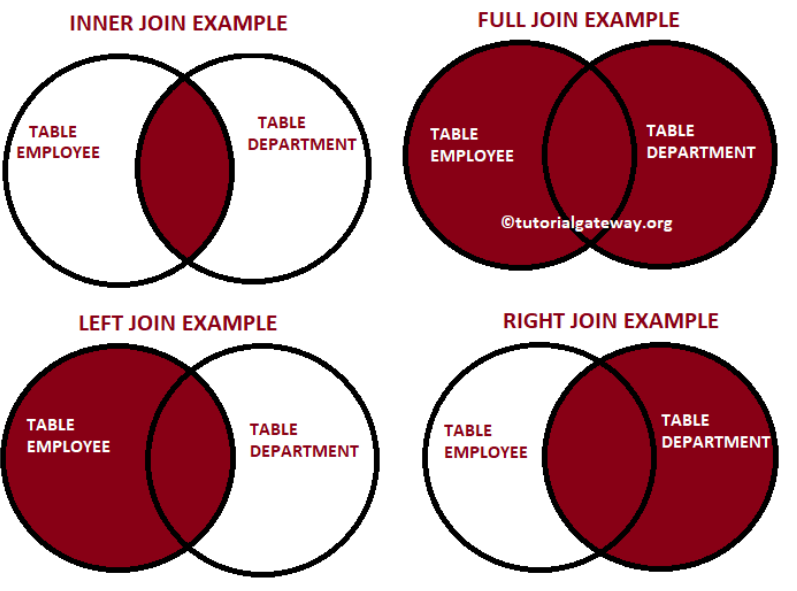 INNER JOIN EXAMPLE
TABLE
EMPLOYEE
TABLE
DEPARTMENT
FULL JOIN EXAMPLE
TABLE
EMPLOYEE
TABLE
DEPARTMENT
©tutorialgateway.org
LEFT JOIN EXAMPLE
TABLE
EMPLOYEE
TABLE
DEPARTMENT
RIGHT JOIN EXAMPLE
TABLE
EMPLOYEE
TABLE
DEPARTMENT